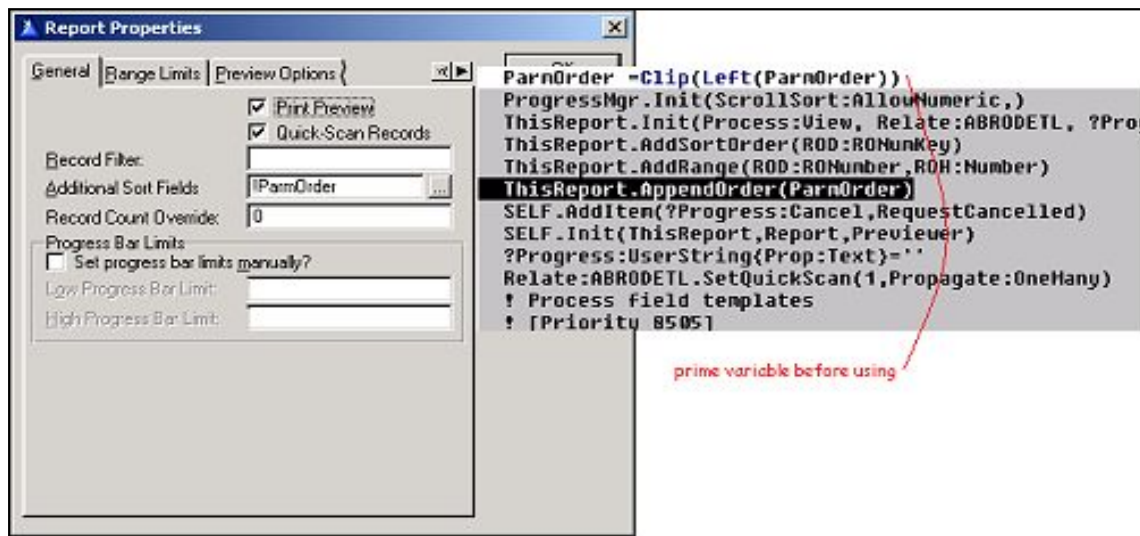 Report Properties
General Range Limits Preview Options
Print Preview
Quick-Scan Records
Record Filter:
Additional Sort Fields !ParmOrder ...
Record Count Override: 0
Progress Bar Limits
Set progress bar limits manually?
Low Progress Bar Limit:
High Progress Bar Limit:
ParmOrder =Clip(Left(ParmOrder))
ProgressMgr.Init(ScrollSort:AllowNumeric,)
ThisReport.Init(Process:View, Relate:ABRODETL, ?Prog
ThisReport.AddSortOrder(ROD:RONumKey)
ThisReport.AddRange(ROD:RONumber,ROH:Number)
ThisReport.AppendOrder(ParmOrder)
SELF.AddItem(?Progress:Cancel,RequestCancelled)
SELF.Init(ThisReport,Report,Previewer)
?Progress:UserString{Prop:Text}=''
Relate:ABRODETL.SetQuickScan(1,Propagate:OneMany)
! Process field templates
! [Priority 8505]
prime variable before using